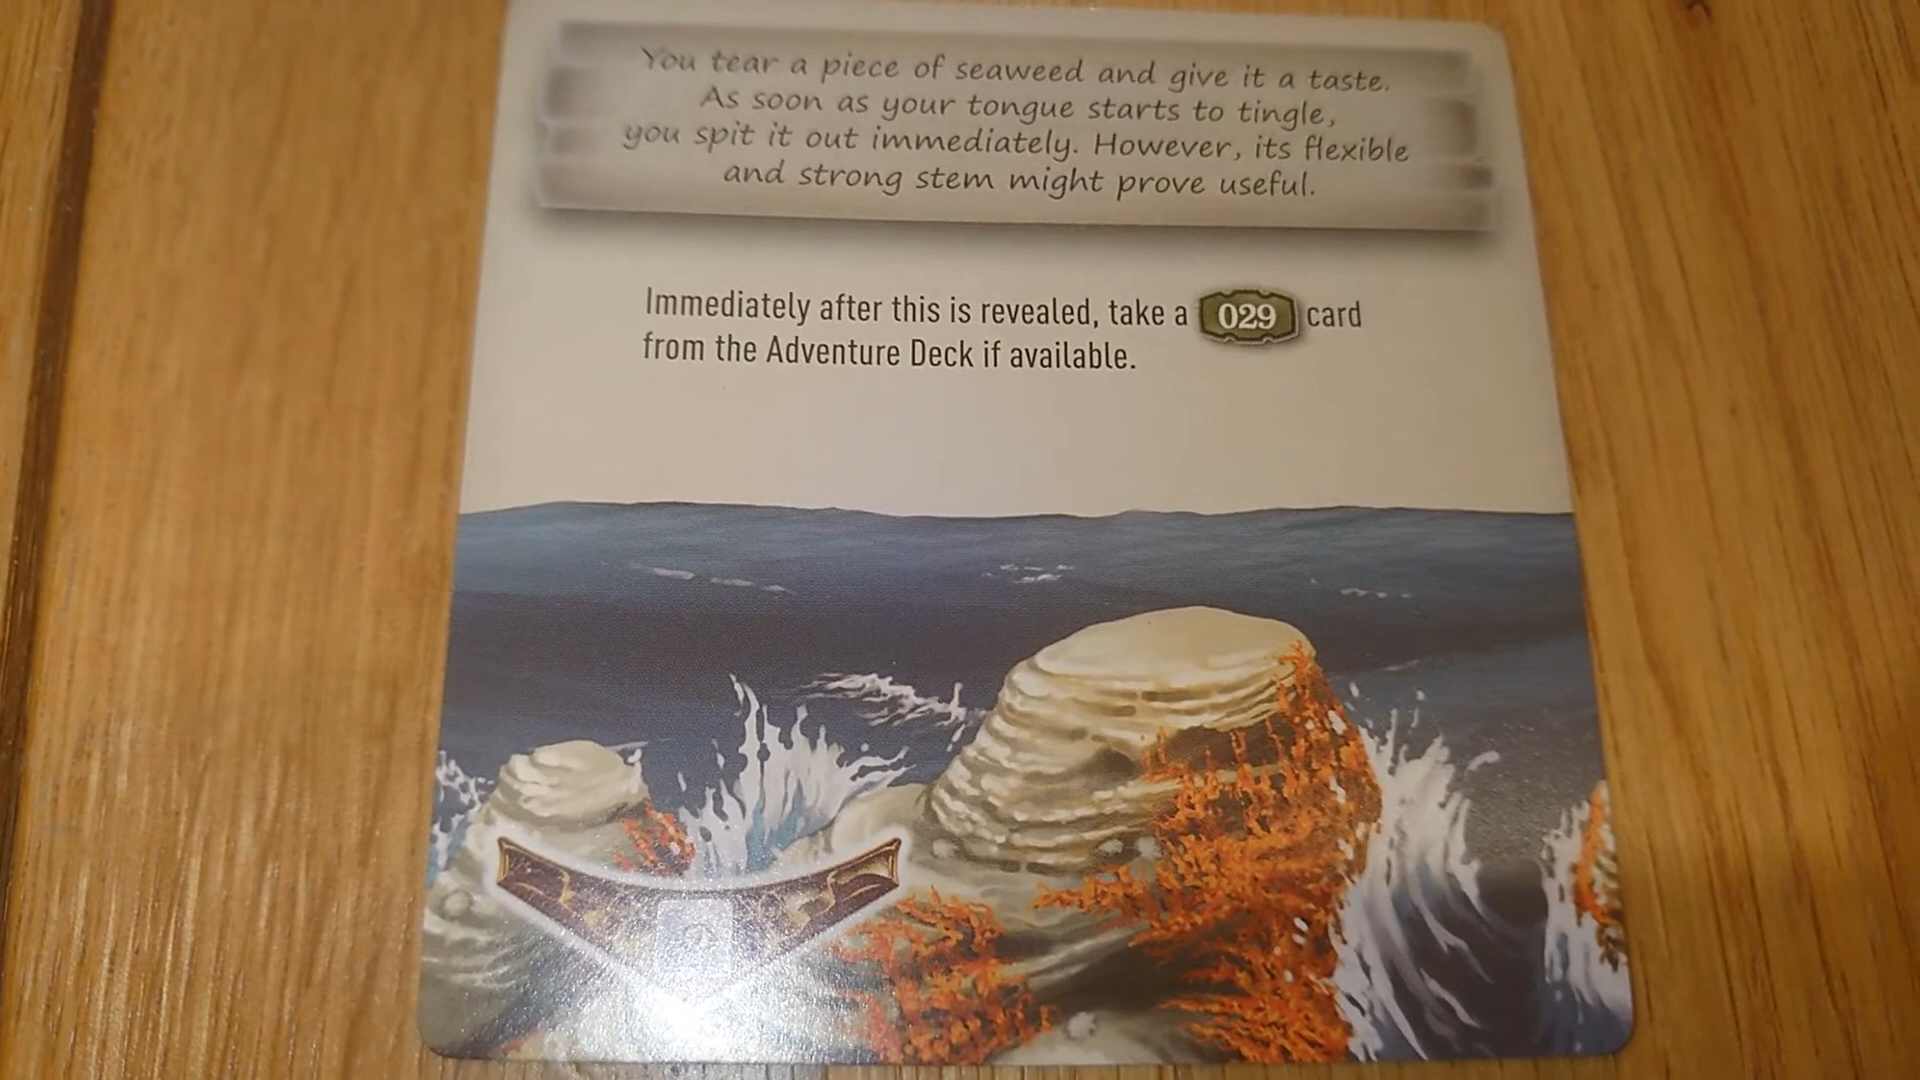 You tear a piece of seaweed and give it a taste.
As soon as your tongue starts to tingle,
you spit it out immediately. However, its flexible
and strong stem might prove useful.
Immediately after this is revealed, take a 029 card
from the Adventure Deck if available.